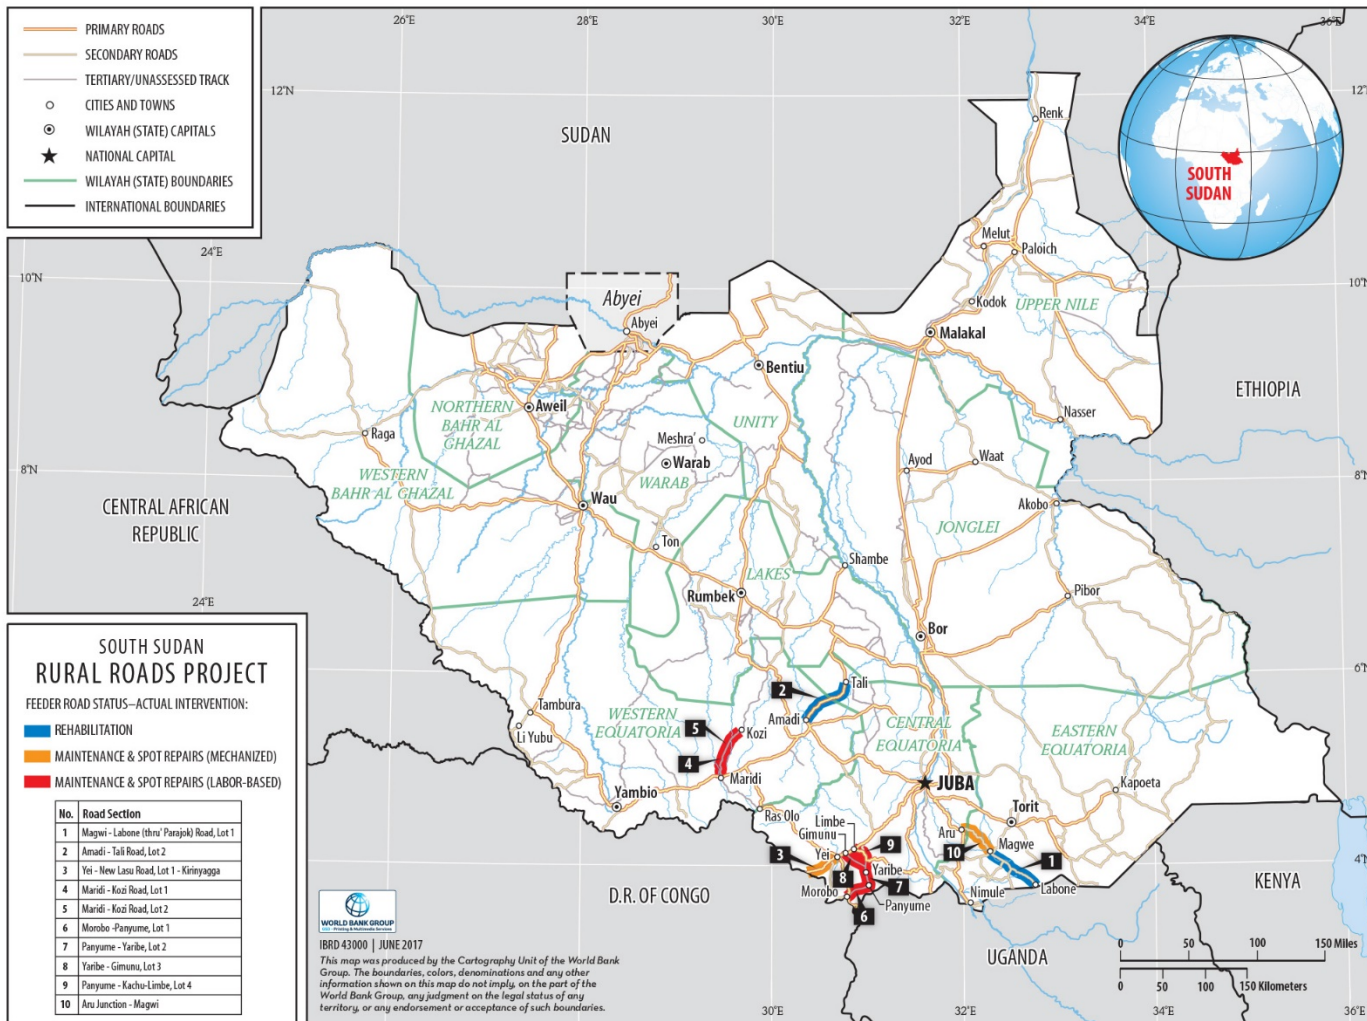 PRIMARY ROADS
SECONDARY ROADS
TERTIARY/UNASSESSED TRACK
CITIES AND TOWNS
WILAYAH (STATE) CAPITALS
NATIONAL CAPITAL
WILAYAH (STATE) BOUNDARIES
INTERNATIONAL BOUNDARIES
26°E
28°E
30°E
32°E
34°E
36°E
12°N
12°N
SOUTH
SUDAN
SUDAN
Renk
24°E
10°N
10°N
Melut
Paloich
Kodok
UPPER NILE
Abyei
Abyei
Malakal
Bentiu
ETHIOPIA
NORTHERN
BAHR AL
GHAZAL
Aweil
UNITY
Nasser
Raga
Meshra'
Warab
WARAB
Ayod
Waat
8°N
8°N
WESTERN
BAHR AL GHAZAL
CENTRAL AFRICAN
REPUBLIC
Wau
Akobo
JONGLEI
Ton
Shambe
LAKES
Rumbek
Pibor
24°E
Bor
6°N
Tali
2
Amadi
WESTERN
EQUATORIA
5
Kozi
4
Maridi
CENTRAL
EQUATORIA
EASTERN
EQUATORIA
Tambura
Li Yubu
Yambio
JUBA
Kapoeta
Torit
Ras Olo
Limbe
Gimunu
Yei
3
9
8
Yaribe
7
Morobo
Panyume
6
Aru
10
Magwe
1
Labone
Nimule
4°N
KENYA
D.R. OF CONGO
UGANDA
SOUTH SUDAN
RURAL ROADS PROJECT
FEEDER ROAD STATUS–ACTUAL INTERVENTION:
REHABILITATION
MAINTENANCE & SPOT REPAIRS (MECHANIZED)
MAINTENANCE & SPOT REPAIRS (LABOR-BASED)
No. Road Section
1 Magwi - Labone (thru' Parajok) Road, Lot 1
2 Amadi - Tali Road, Lot 2
3 Yei - New Lasu Road, Lot 1 - Kirinyagga
4 Maridi - Kozi Road, Lot 1
5 Maridi - Kozi Road, Lot 2
6 Morobo -Panyume, Lot 1
7 Panyume - Yaribe, Lot 2
8 Yaribe - Gimunu, Lot 3
9 Panyume - Kachu-Limbe, Lot 4
10 Aru Junction - Magwi
WORLD BANK GROUP
Printing & Multimedia Services
IBRD 43000 | JUNE 2017
This map was produced by the Cartography Unit of the World Bank
Group. The boundaries, colors, denominations and any other
information shown on this map do not imply, on the part of the
World Bank Group, any judgment on the legal status of any
territory, or any endorsement or acceptance of such boundaries.
0 50 100 150 Miles
0 50 100 150 Kilometers
30°E
32°E
34°E
36°E